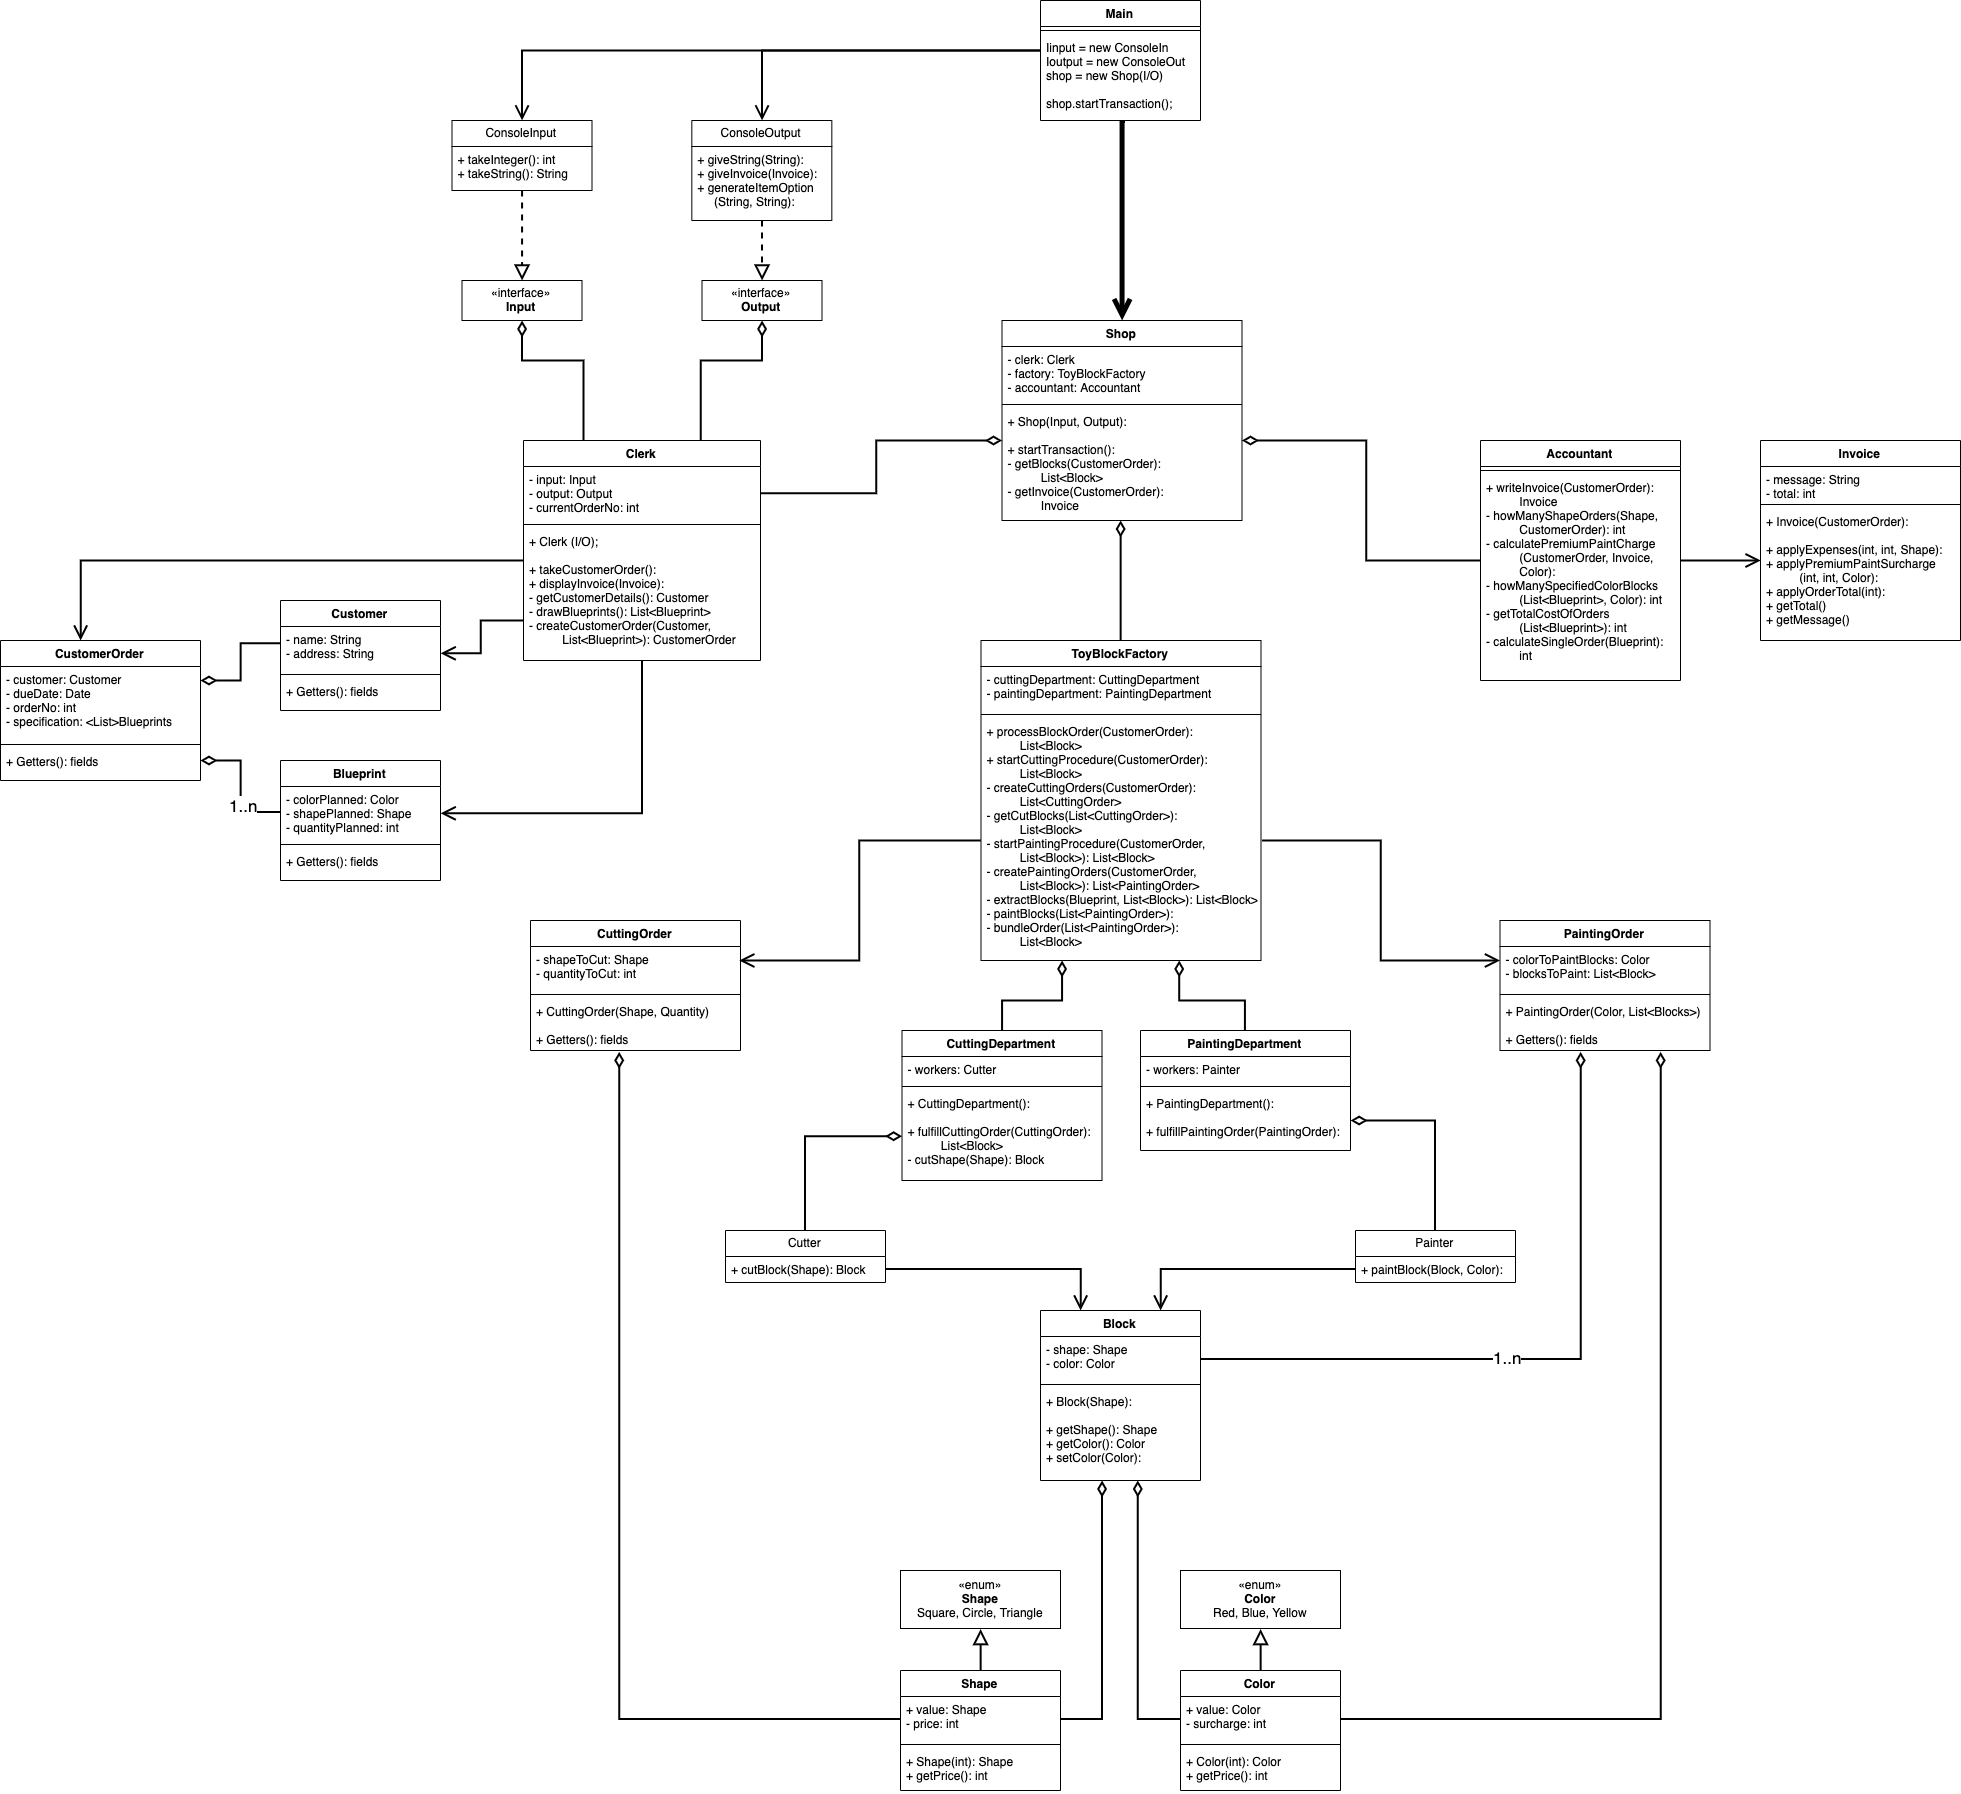 Main
Iinput = new ConsoleIn
Ioutput = new ConsoleOut
shop = new Shop(I/O)
shop.startTransaction();
ConsoleInput
+ takeInteger(): int
+ takeString(): String
ConsoleOutput
+ giveString(String):
+ giveInvoice(Invoice):
+ generateItemOption
(String, String):
«interface»
Input
«interface»
Output
Shop
- clerk: Clerk
- factory: ToyBlockFactory
- accountant: Accountant
+ Shop(Input, Output):
+ startTransaction():
- getBlocks(CustomerOrder):
List<Block>
- getInvoice(CustomerOrder):
Invoice
Clerk
- input: Input
- output: Output
- currentOrderNo: int
+ Clerk (I/O);
+ takeCustomerOrder():
+ displayInvoice(Invoice):
- getCustomerDetails(): Customer
- drawBlueprints(): List<Blueprint>
- createCustomerOrder(Customer,
List<Blueprint>): CustomerOrder
Accountant
+ writeInvoice(CustomerOrder):
Invoice
- howManyShapeOrders(Shape,
CustomerOrder): int
- calculatePremiumPaintCharge
(CustomerOrder, Invoice,
Color):
- howManySpecifiedColorBlocks
(List<Blueprint>, Color): int
- getTotalCostOfOrders
(List<Blueprint>): int
- calculateSingleOrder(Blueprint):
int
Invoice
- message: String
- total: int
+ Invoice(CustomerOrder):
+ applyExpenses(int, int, Shape):
+ applyPremiumPaintSurcharge
(int, int, Color):
+ applyOrderTotal(int):
+ getTotal()
+ getMessage()
Customer
- name: String
- address: String
+ Getters(): fields
CustomerOrder
- customer: Customer
- dueDate: Date
- orderNo: int
- specification: <List>Blueprints
+ Getters(): fields
1..n
Blueprint
- colorPlanned: Color
- shapePlanned: Shape
- quantityPlanned: int
+ Getters(): fields
ToyBlockFactory
- cuttingDepartment: CuttingDepartment
- paintingDepartment: PaintingDepartment
+ processBlockOrder(CustomerOrder):
List<Block>
+ startCuttingProcedure(CustomerOrder):
List<Block>
- createCuttingOrders(CustomerOrder):
List<CuttingOrder>
- getCutBlocks(List<CuttingOrder>):
List<Block>
- startPaintingProcedure(CustomerOrder,
List<Block>): List<Block>
- createPaintingOrders(CustomerOrder,
List<Block>): List<PaintingOrder>
- extractBlocks(Blueprint, List<Block>): List<Block>
- paintBlocks(List<PaintingOrder>):
- bundleOrder(List<PaintingOrder>):
List<Block>
CuttingOrder
- shapeToCut: Shape
- quantityToCut: int
+ CuttingOrder(Shape, Quantity)
+ Getters(): fields
PaintingOrder
- colorToPaintBlocks: Color
- blocksToPaint: List<Block>
+ PaintingOrder(Color, List<Blocks>)
+ Getters(): fields
CuttingDepartment
- workers: Cutter
+ CuttingDepartment():
+ fulfillCuttingOrder(CuttingOrder):
List<Block>
- cutShape(Shape): Block
PaintingDepartment
- workers: Painter
+ PaintingDepartment():
+ fulfillPaintingOrder(PaintingOrder):
Cutter
+ cutBlock(Shape): Block
Painter
+ paintBlock(Block, Color):
Block
- shape: Shape
- color: Color
+ Block(Shape):
+ getShape(): Shape
+ getColor(): Color
+ setColor(Color):
1..n
«enum»
Shape
Square, Circle, Triangle
«enum»
Color
Red, Blue, Yellow
Shape
+ value: Shape
- price: int
+ Shape(int): Shape
+ getPrice(): int
Color
+ value: Color
- surcharge: int
+ Color(int): Color
+ getPrice(): int